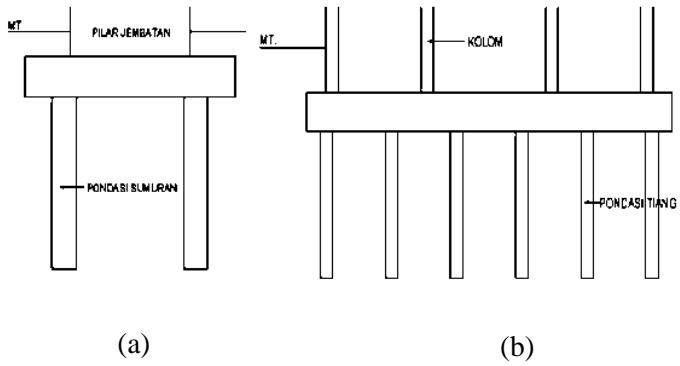 MT
PILAR JEMBATAN
PONDASI SUMURAN
MT.
KOLOM
PONDASI TIANG
(a)
(b)